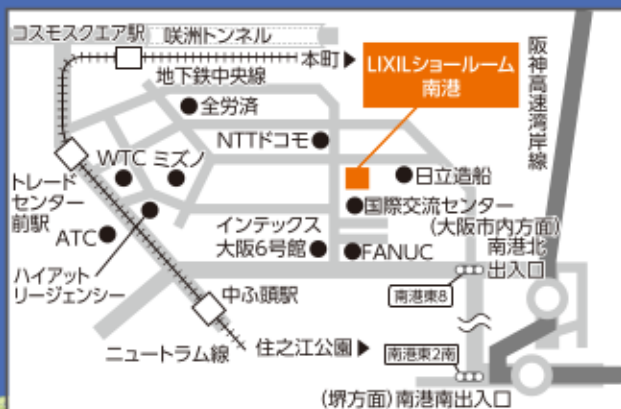 コスモスクエア駅
咲洲トンネル
本町▶
地下鉄中央線
LIXILショールーム
南港
阪神高速湾岸線
全労済
NTTドコモ
WTC
ミズノ
日立造船
トレード
センター
前駅
国際交流センター
(大阪市内方面)
南港北
出入口
ATC
インテックス
大阪6号館
FANUC
ハイアット
リージェンシー
南港東8
中ふ頭駅
ニュートラム線
住之江公園▶
南港東2南
(堺方面)南港南出入口